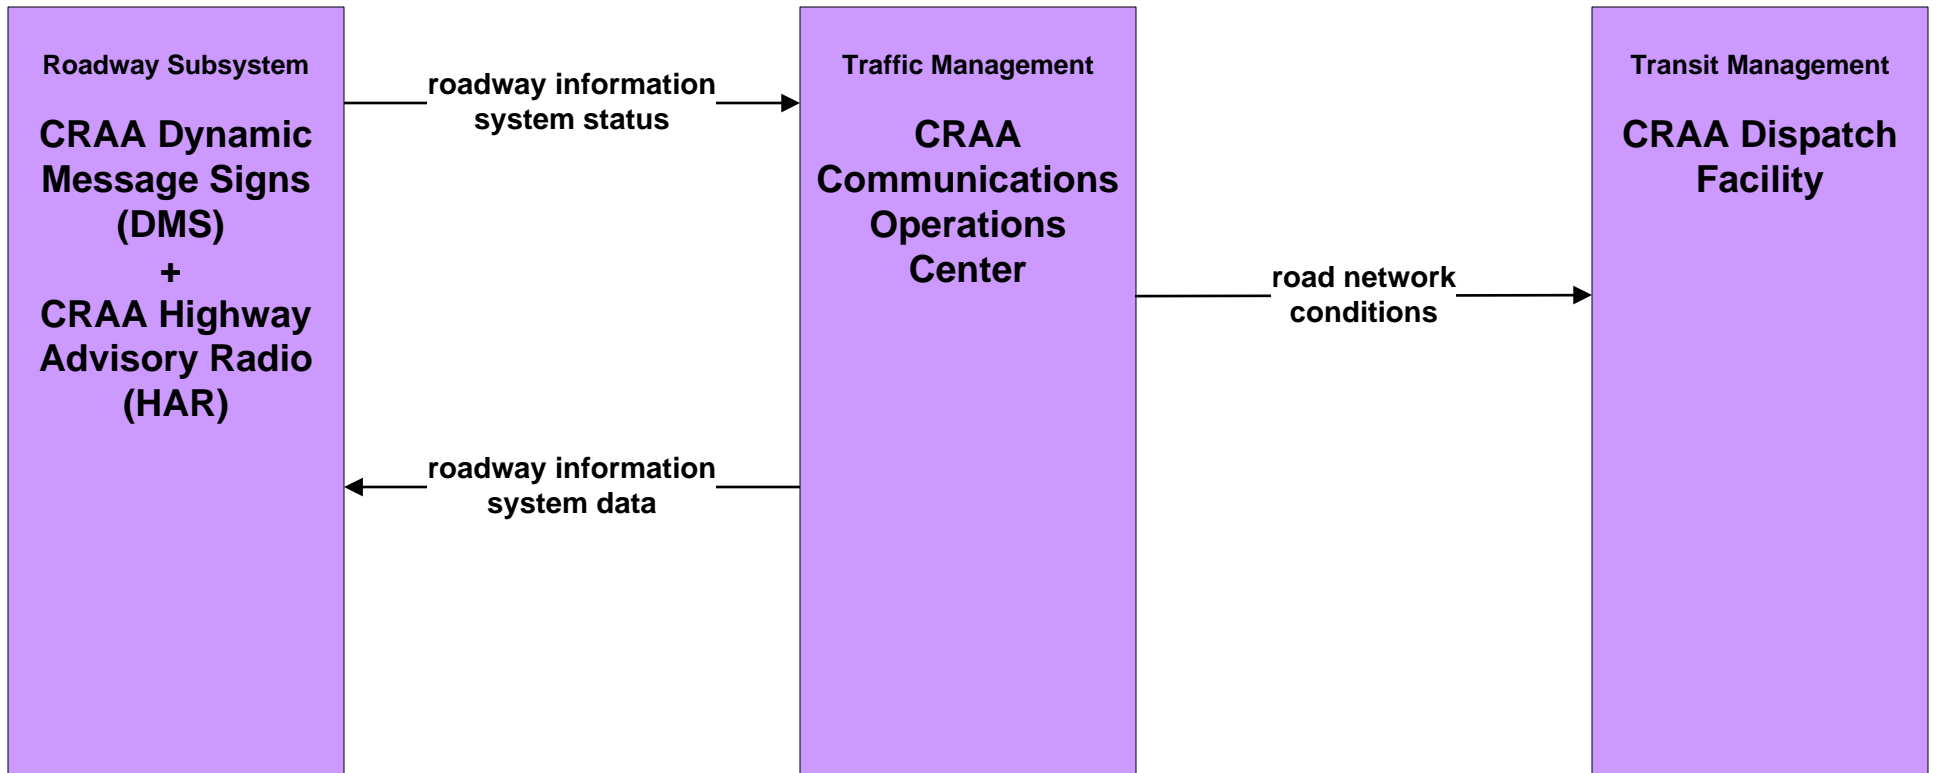 Roadway Subsystem
CRAA Dynamic
Message Signs
(DMS)
+
CRAA Highway
Advisory Radio
(HAR)
roadway information
system status
roadway information
system data
Traffic Management
CRAA
Communications
Operations
Center
road network
conditions
Transit Management
CRAA Dispatch
Facility